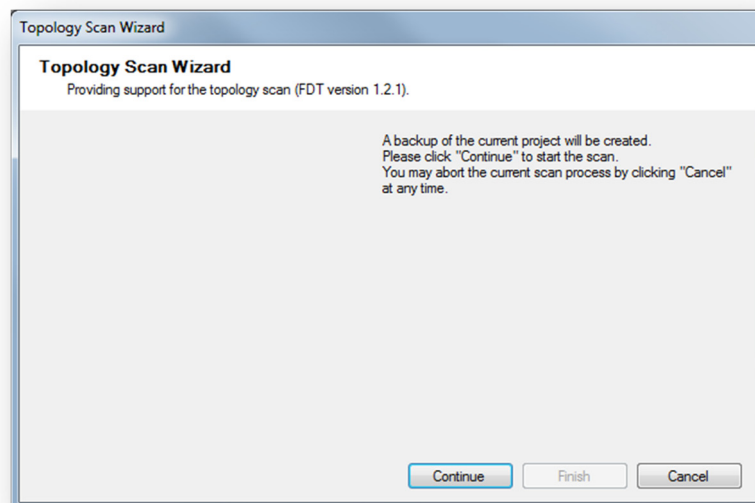 Topology Scan Wizard
Topology Scan Wizard
Providing support for the topology scan (FDT version 1.2.1).
A backup of the current project will be created.
Please click "Continue" to start the scan.
You may abort the current scan process by clicking "Cancel"
at any time.
Continue
Finish
Cancel